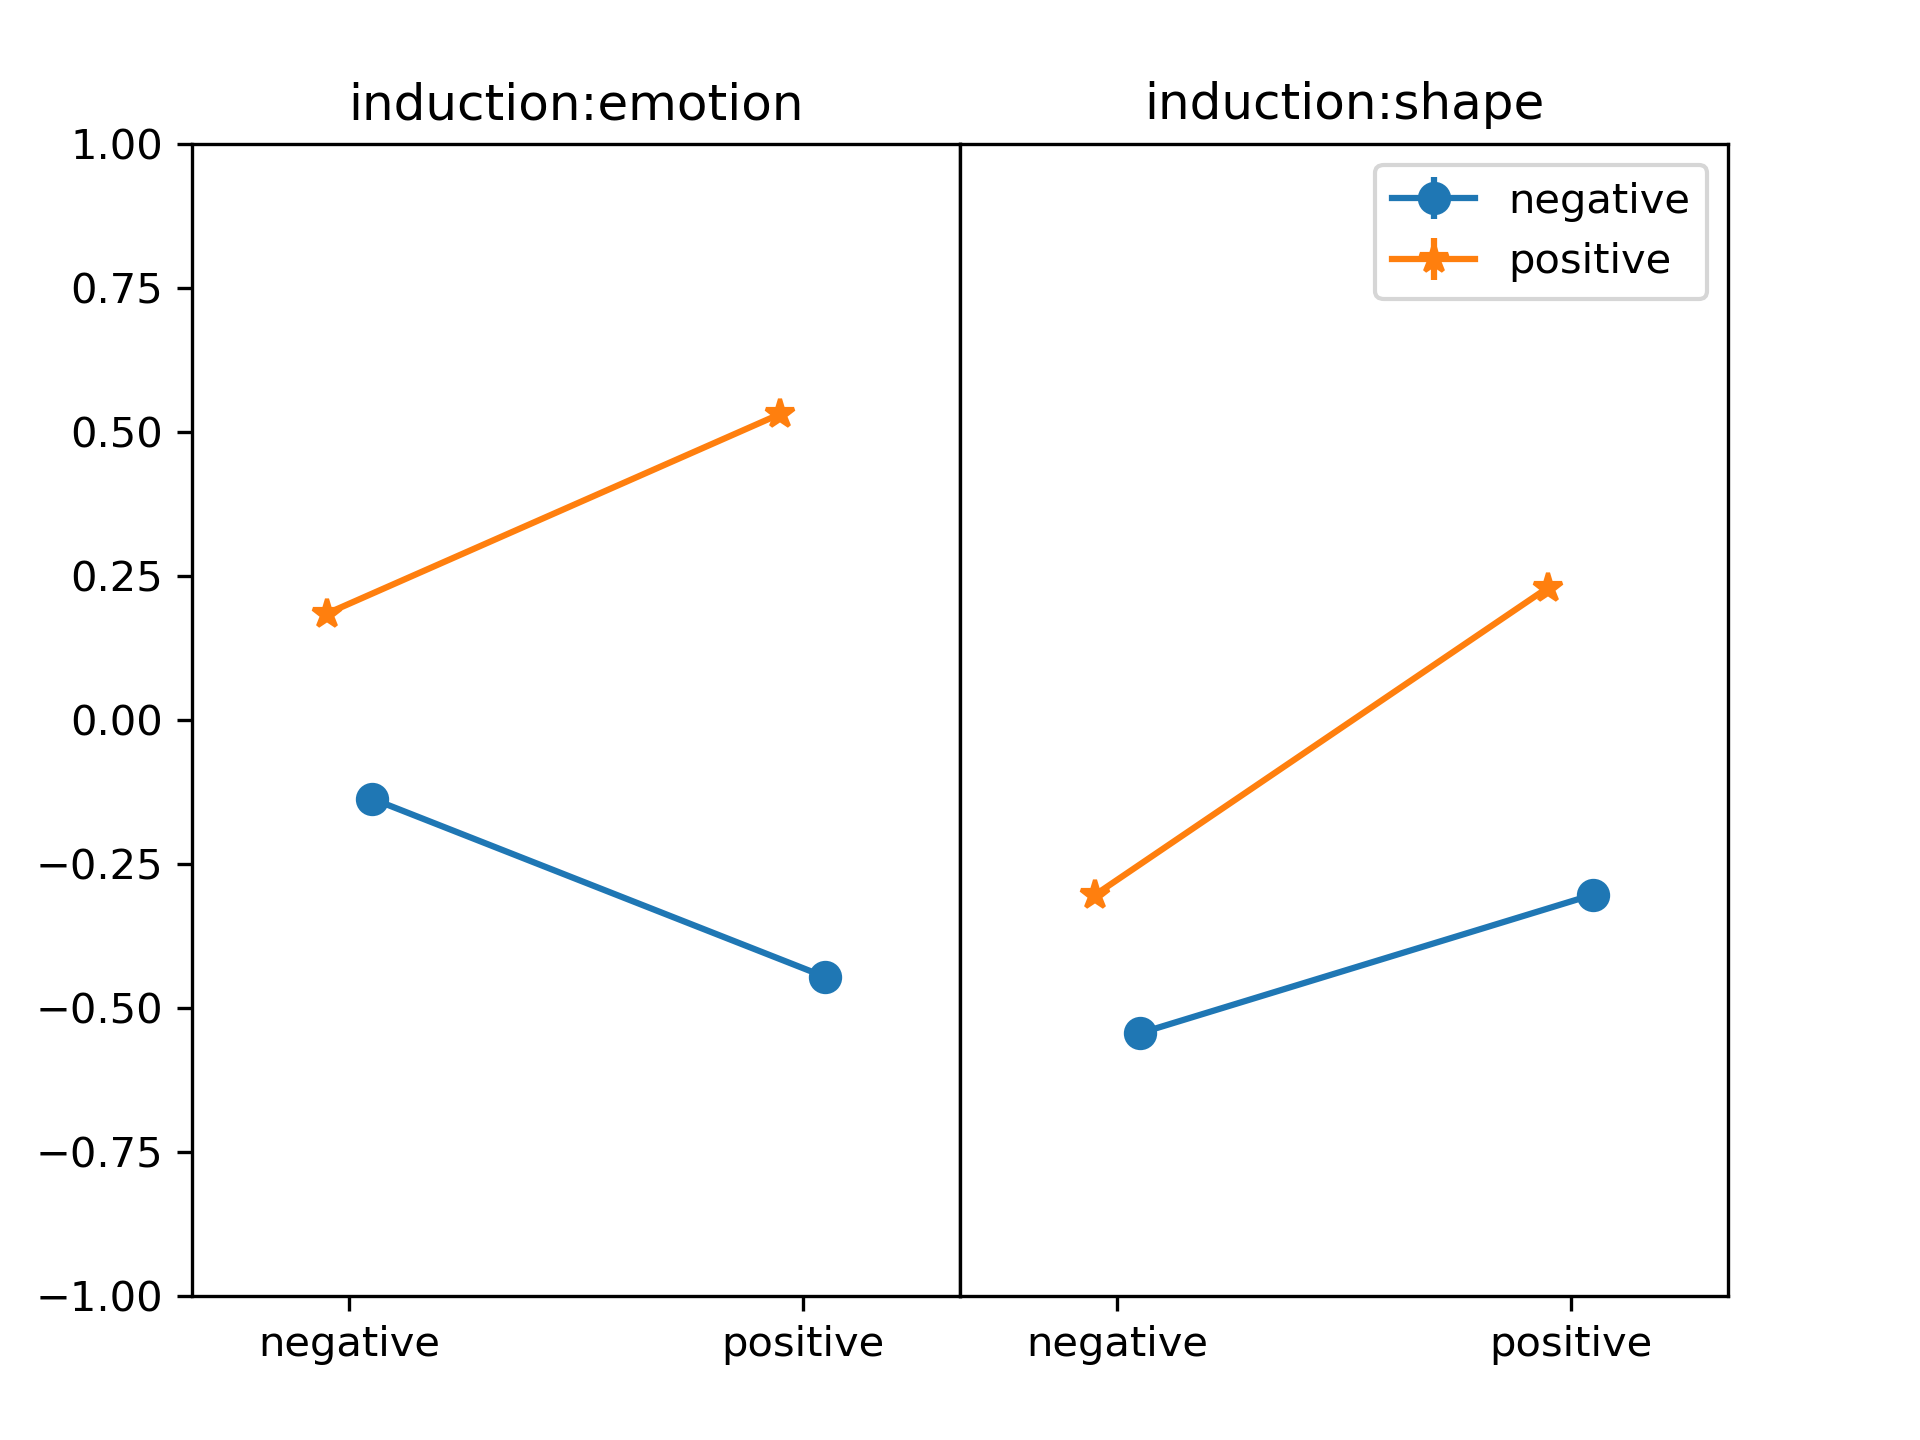 induction:emotion
induction:shape
1.00
0.75
0.50
0.25
0.00
−0.25
−0.50
−0.75
−1.00
negative
positive
negative
positive
negative
positive